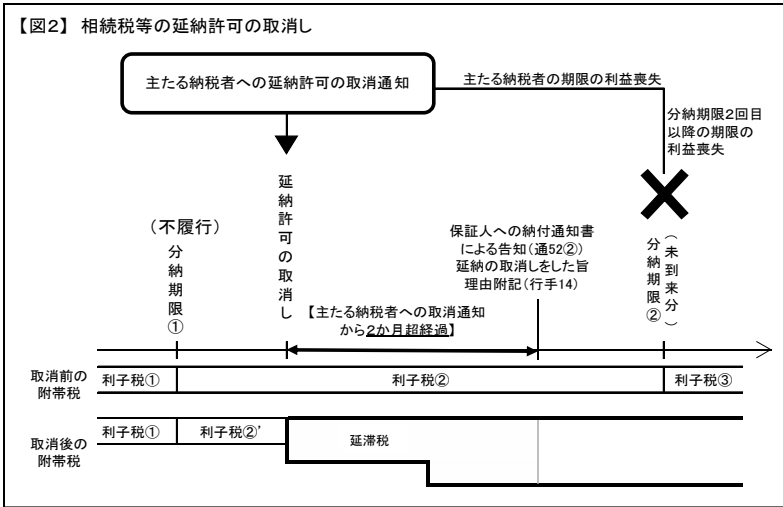 【図2】 相続税等の延納許可の取消し
主たる納税者への延納許可の取消通知
主たる納税者の期限の利益喪失
分納期限2回目
以降の期限の
利益喪失
(不履行)
分納期限①
延納許可の取消し
保証人への納付通知書
による告知(通52②)
延納の取消しをした旨
理由附記(行手14)
(未到来分)
分納期限②
【主たる納税者への取消通知
から2か月超経過】
取消前の
附帯税
利子税①
利子税②
利子税③
取消後の
附帯税
利子税①
利子税②'
延滞税